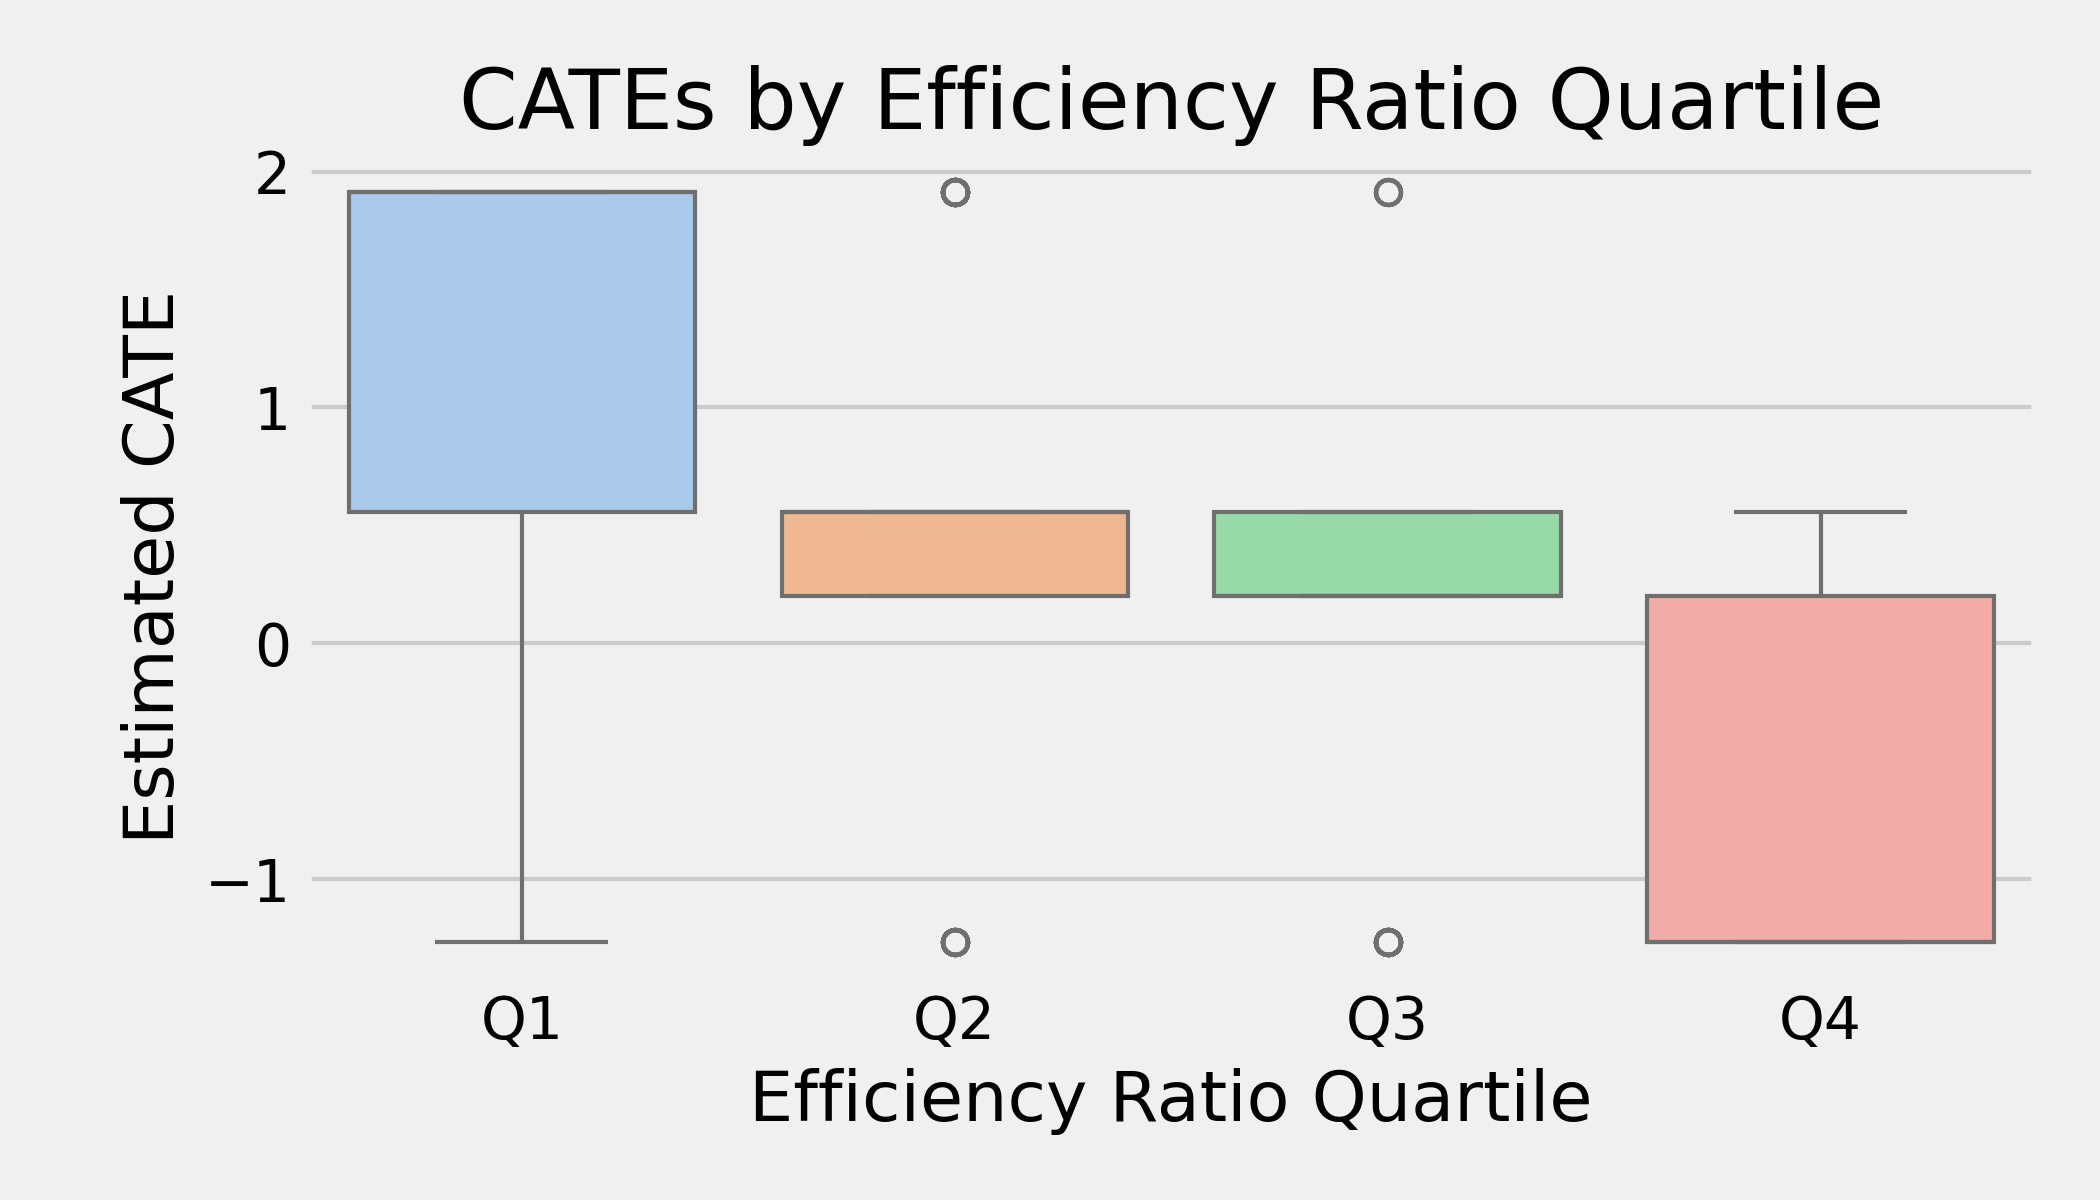 CATEs by Efficiency Ratio Quartile
2
1
0
−1
Estimated CATE
Q1 Q2 Q3 Q4
Efficiency Ratio Quartile